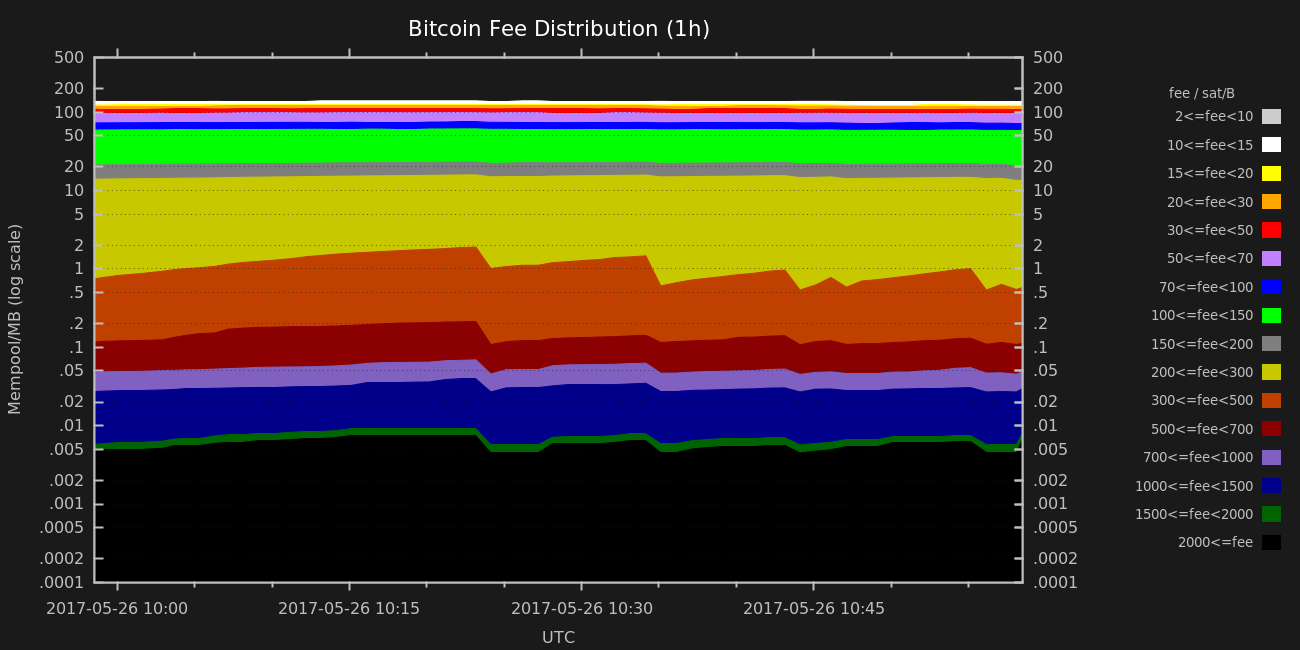 Bitcoin Fee Distribution (1h)
500 500
200 200
fee / sat/B
100 100
2<=fee<10
50 50
10<=fee<15
20 20
15<=fee<20
10 10
20<=fee<30
5 5
30<=fee<50
2 2
50<=fee<70
1 1
70<=fee<100
.5 .5
100<=fee<150
.2 .2
150<=fee<200
.1 .1
200<=fee<300
.05 .05
300<=fee<500
.02 .02
500<=fee<700
.01 .01
700<=fee<1000
.005 .005
1000<=fee<1500
.002 .002
1500<=fee<2000
.001 .001
2000<=fee
.0005 .0005
.0002 .0002
.0001 .0001
Mempool/MB (log scale)
2017-05-26 10:00 2017-05-26 10:15 2017-05-26 10:30 2017-05-26 10:45
UTC